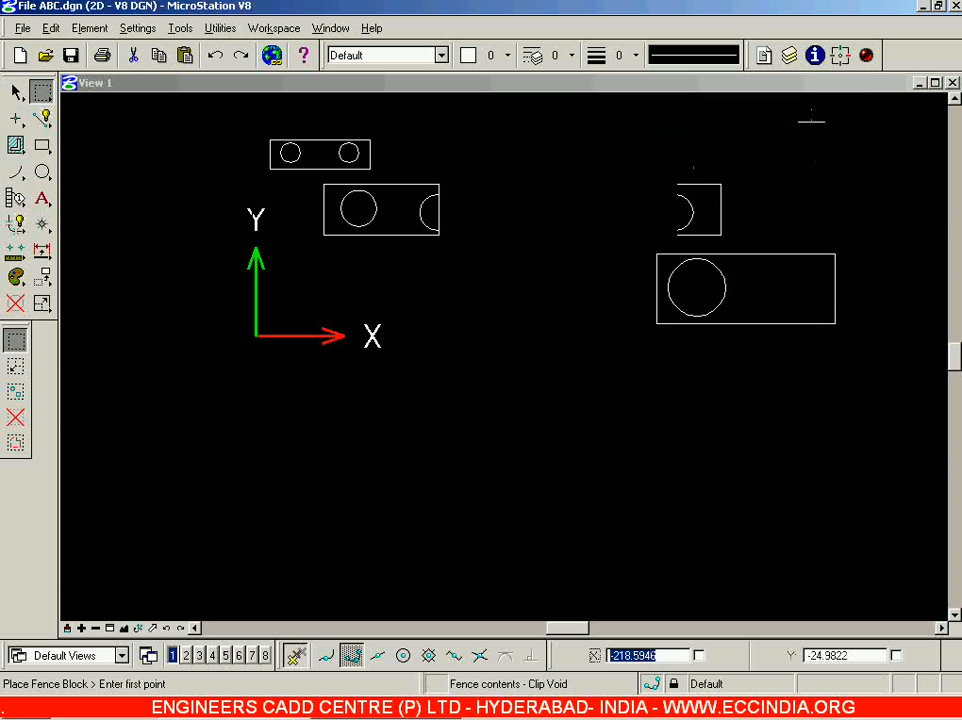 File ABC.dgn (2D - V8 DGN) - MicroStation V8
File Edit Element Settings Tools Utilities Workspace Window Help
Default 0 0 0
View 1
Y
X
Default Views 1 2 3 4 5 6 7 8 -218.5946 Y: -24.9822
Place Fence Block > Enter first point Fence contents - Clip Void Default
ENGINEERS CADD CENTRE (P) LTD - HYDERABAD- INDIA - WWW.ECCINDIA.ORG